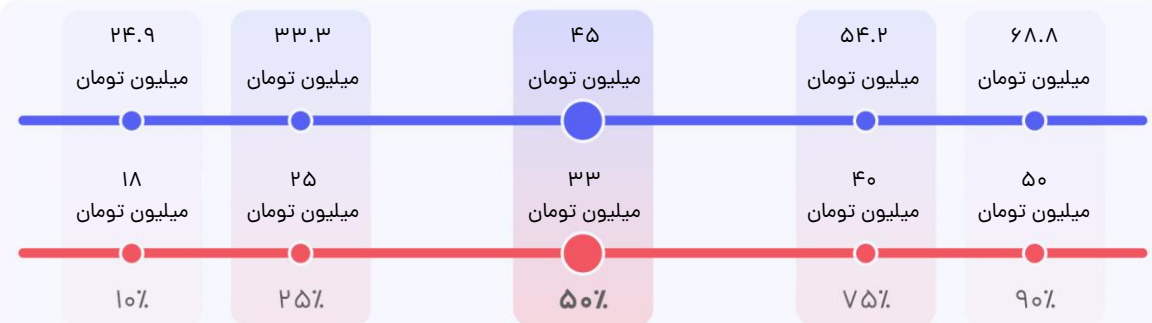 ۲۴.۹ ۳۳.۳ ۴۵ ۵۴.۲ ۶۸.۸
میلیون تومان میلیون تومان میلیون تومان میلیون تومان میلیون تومان
۱۸ ۲۵ ۳۳ ۴۰ ۵۰
میلیون تومان میلیون تومان میلیون تومان میلیون تومان میلیون تومان
۱۰٪ ۲۵٪ ۵۰٪ ۷۵٪ ۹۰٪